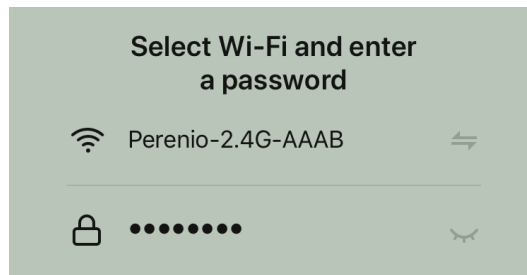 Select Wi-Fi and enter
a password
Perenio-2.4G-AAAB
••••••••